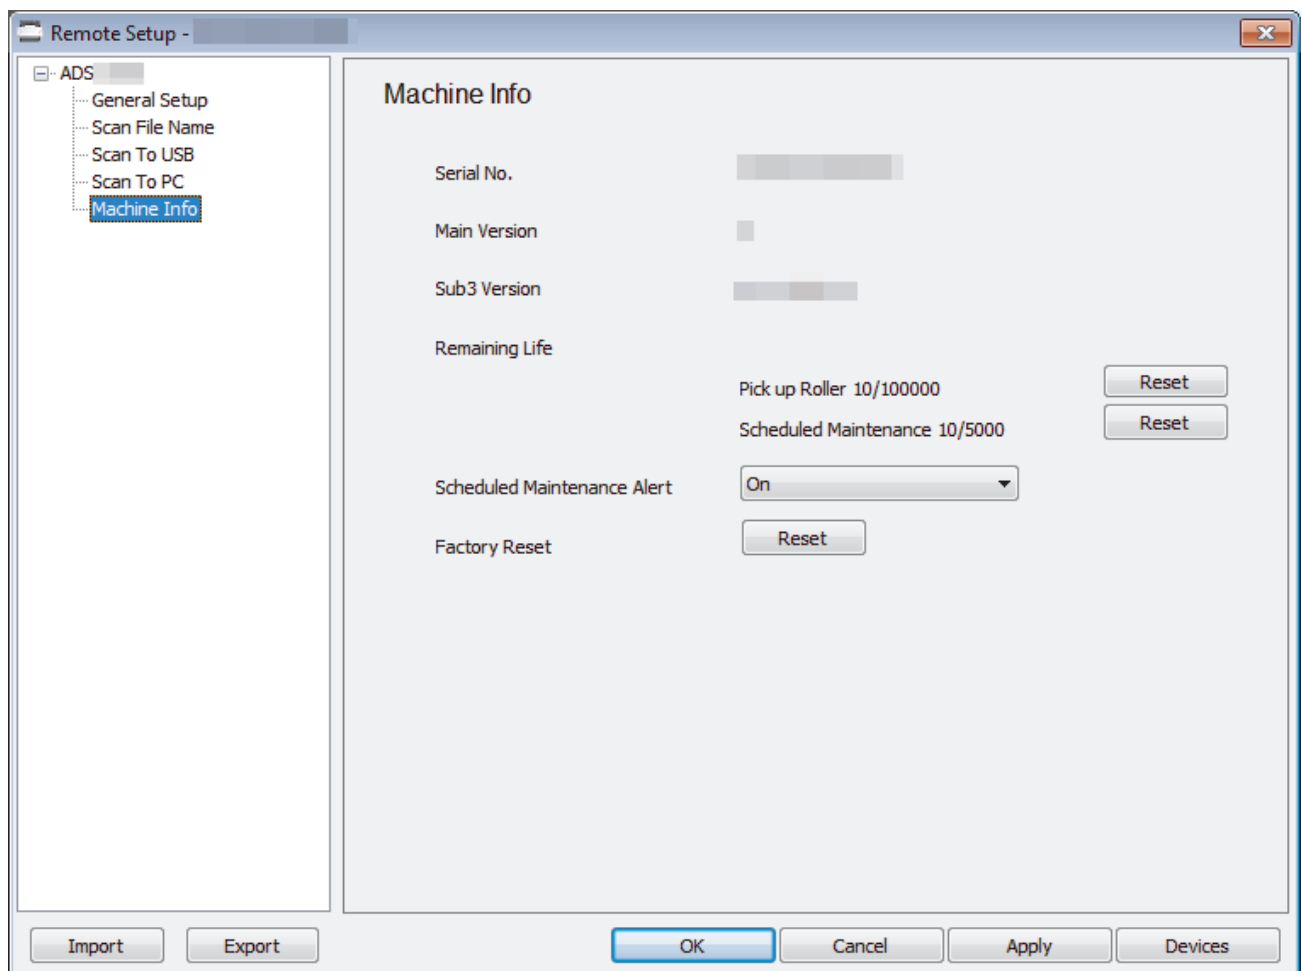 Remote Setup -
ADS
General Setup
Scan File Name
Scan To USB
Scan To PC
Machine Info
Machine Info
Serial No.
Main Version
Sub3 Version
Remaining Life
Pick up Roller 10/100000 Reset
Scheduled Maintenance 10/5000 Reset
Scheduled Maintenance Alert On
Factory Reset Reset
Import Export OK Cancel Apply Devices